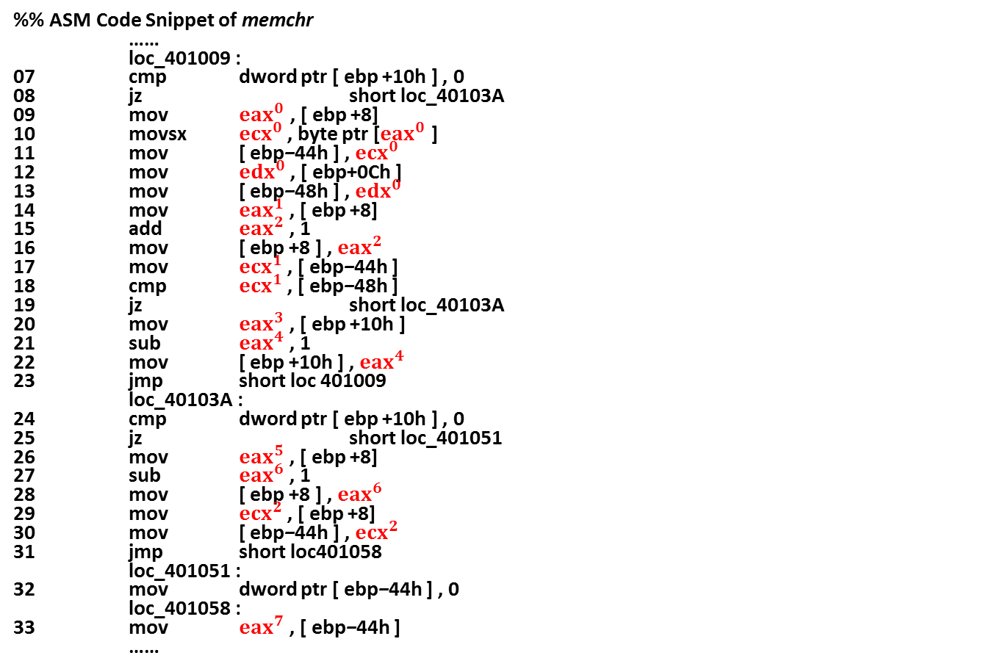 %% ASM Code Snippet of memchr
......
loc_401009 :
07 cmp dword ptr [ ebp +10h ] , 0
08 jz short loc_40103A
09 mov eax⁰ , [ ebp +8]
10 movsx ecx⁰ , byte ptr [eax⁰ ]
11 mov [ ebp−44h ] , ecx⁰
12 mov edx⁰ , [ ebp+0Ch ]
13 mov [ ebp−48h ] , edx⁰
14 mov eax¹ , [ ebp +8]
15 add eax² , 1
16 mov [ ebp +8 ] , eax²
17 mov ecx¹ , [ ebp−44h ]
18 cmp ecx¹ , [ ebp−48h ]
19 jz short loc_40103A
20 mov eax³ , [ ebp +10h ]
21 sub eax⁴ , 1
22 mov [ ebp +10h ] , eax⁴
23 jmp short loc 401009
loc_40103A :
24 cmp dword ptr [ ebp +10h ] , 0
25 jz short loc_401051
26 mov eax⁵ , [ ebp +8]
27 sub eax⁶ , 1
28 mov [ ebp +8 ] , eax⁶
29 mov ecx² , [ ebp +8]
30 mov [ ebp−44h ] , ecx²
31 jmp short loc401058
loc_401051 :
32 mov dword ptr [ ebp−44h ] , 0
loc_401058 :
33 mov eax⁷ , [ ebp−44h ]
......